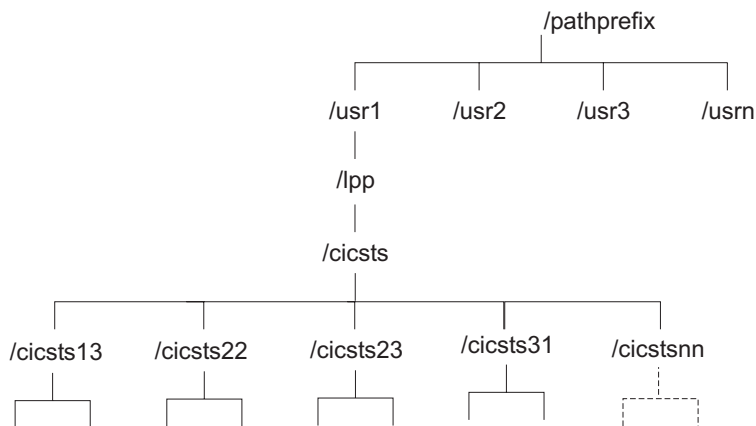 /pathprefix
/usr1 /usr2 /usr3 /usrn
/lpp
/cicsts
/cicsts13 /cicsts22 /cicsts23 /cicsts31 /cicstsnn